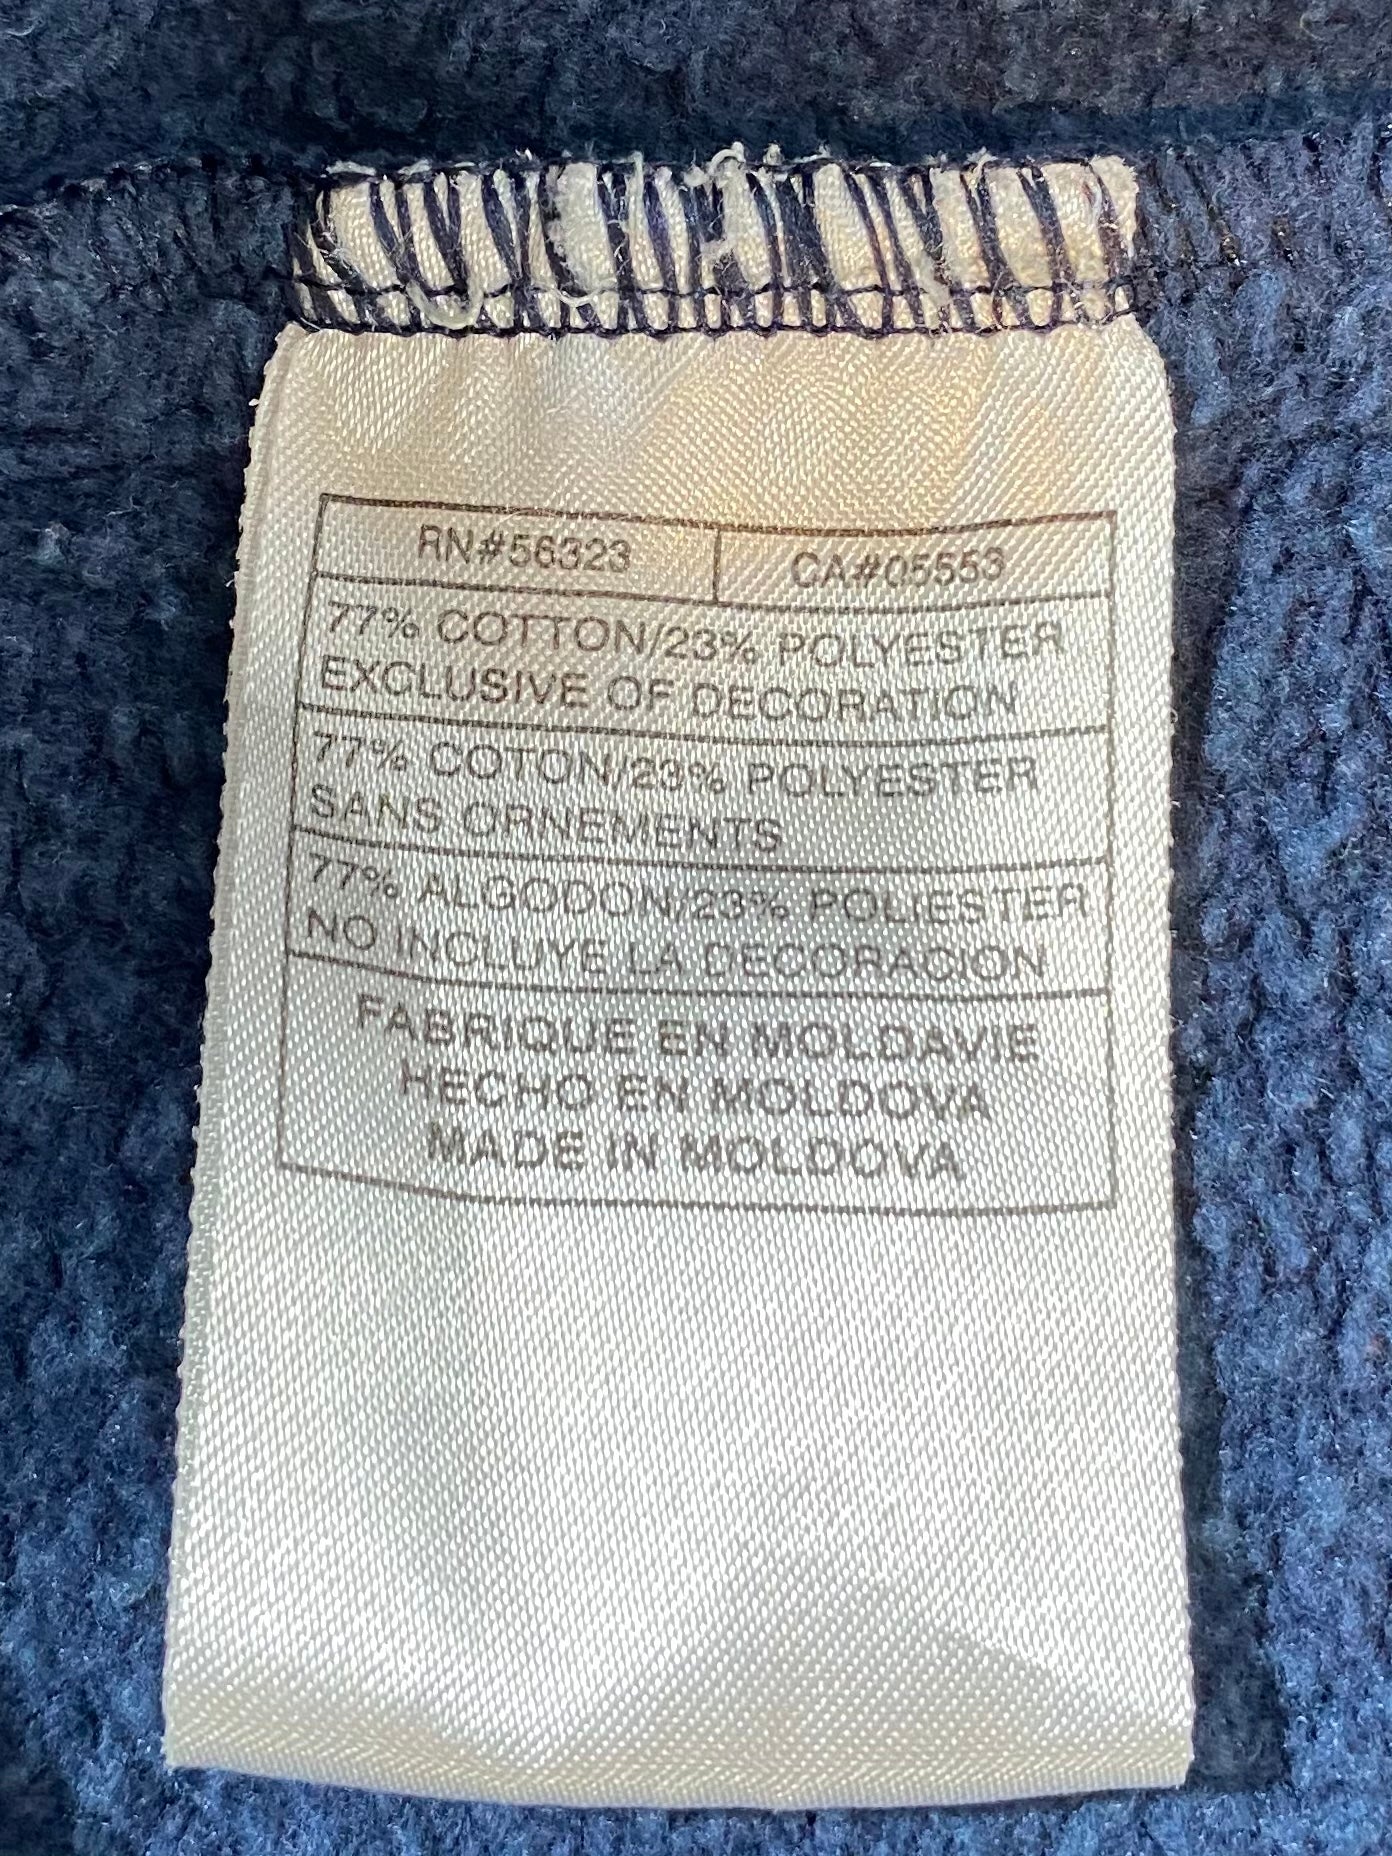 RN#56323 CA#05553
77% COTTON/23% POLYESTER
EXCLUSIVE OF DECORATION
77% COTON/23% POLYESTER
SANS ORNEMENTS
77% ALGODON/23% POLIESTER
NO INCLUYE LA DECORACION
FABRIQUE EN MOLDAVIE
HECHO EN MOLDOVA
MADE IN MOLDOVA